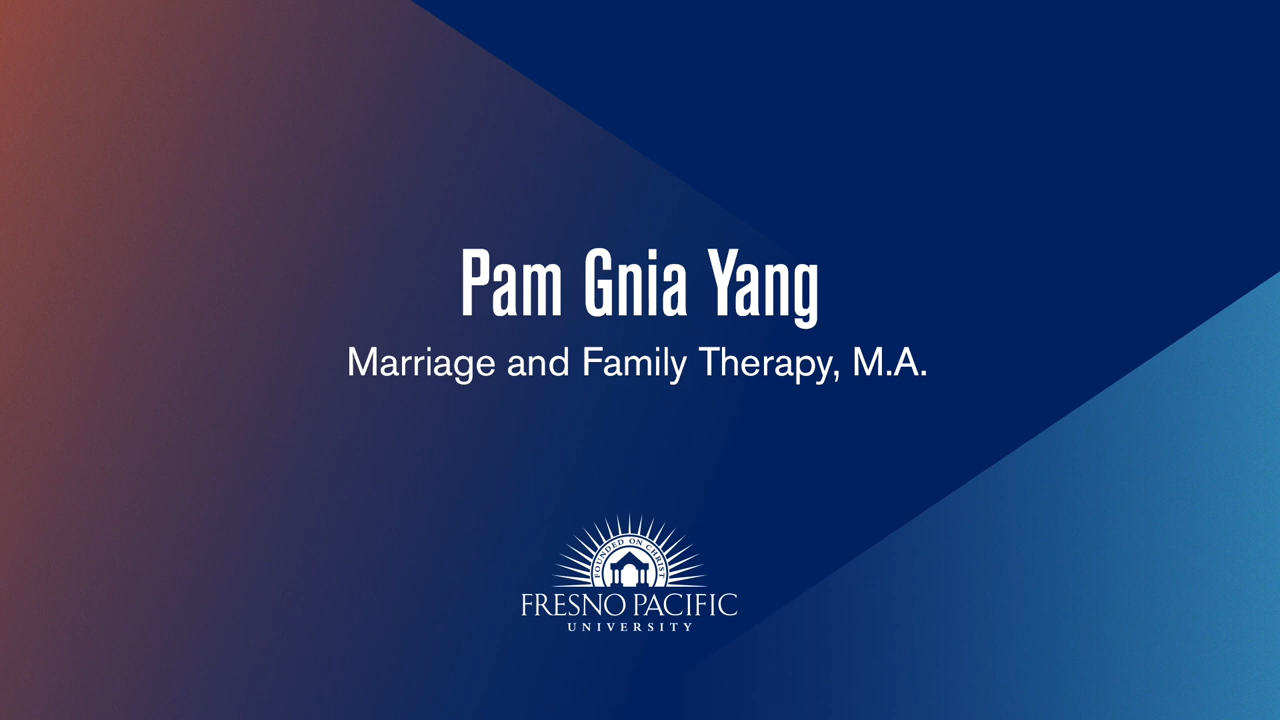 Pam Gnia Yang
Marriage and Family Therapy, M.A.
FOUNDED ON CHRIST
FRESNO PACIFIC
UNIVERSITY